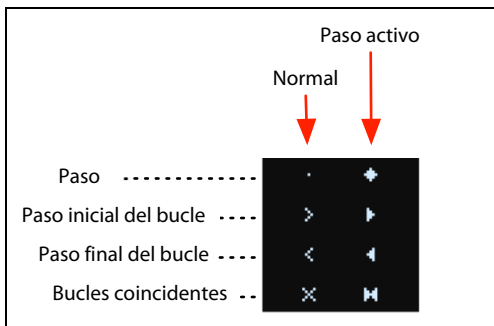 Paso activo
Normal
Paso
Paso inicial del bucle
Paso final del bucle
Bucles coincidentes